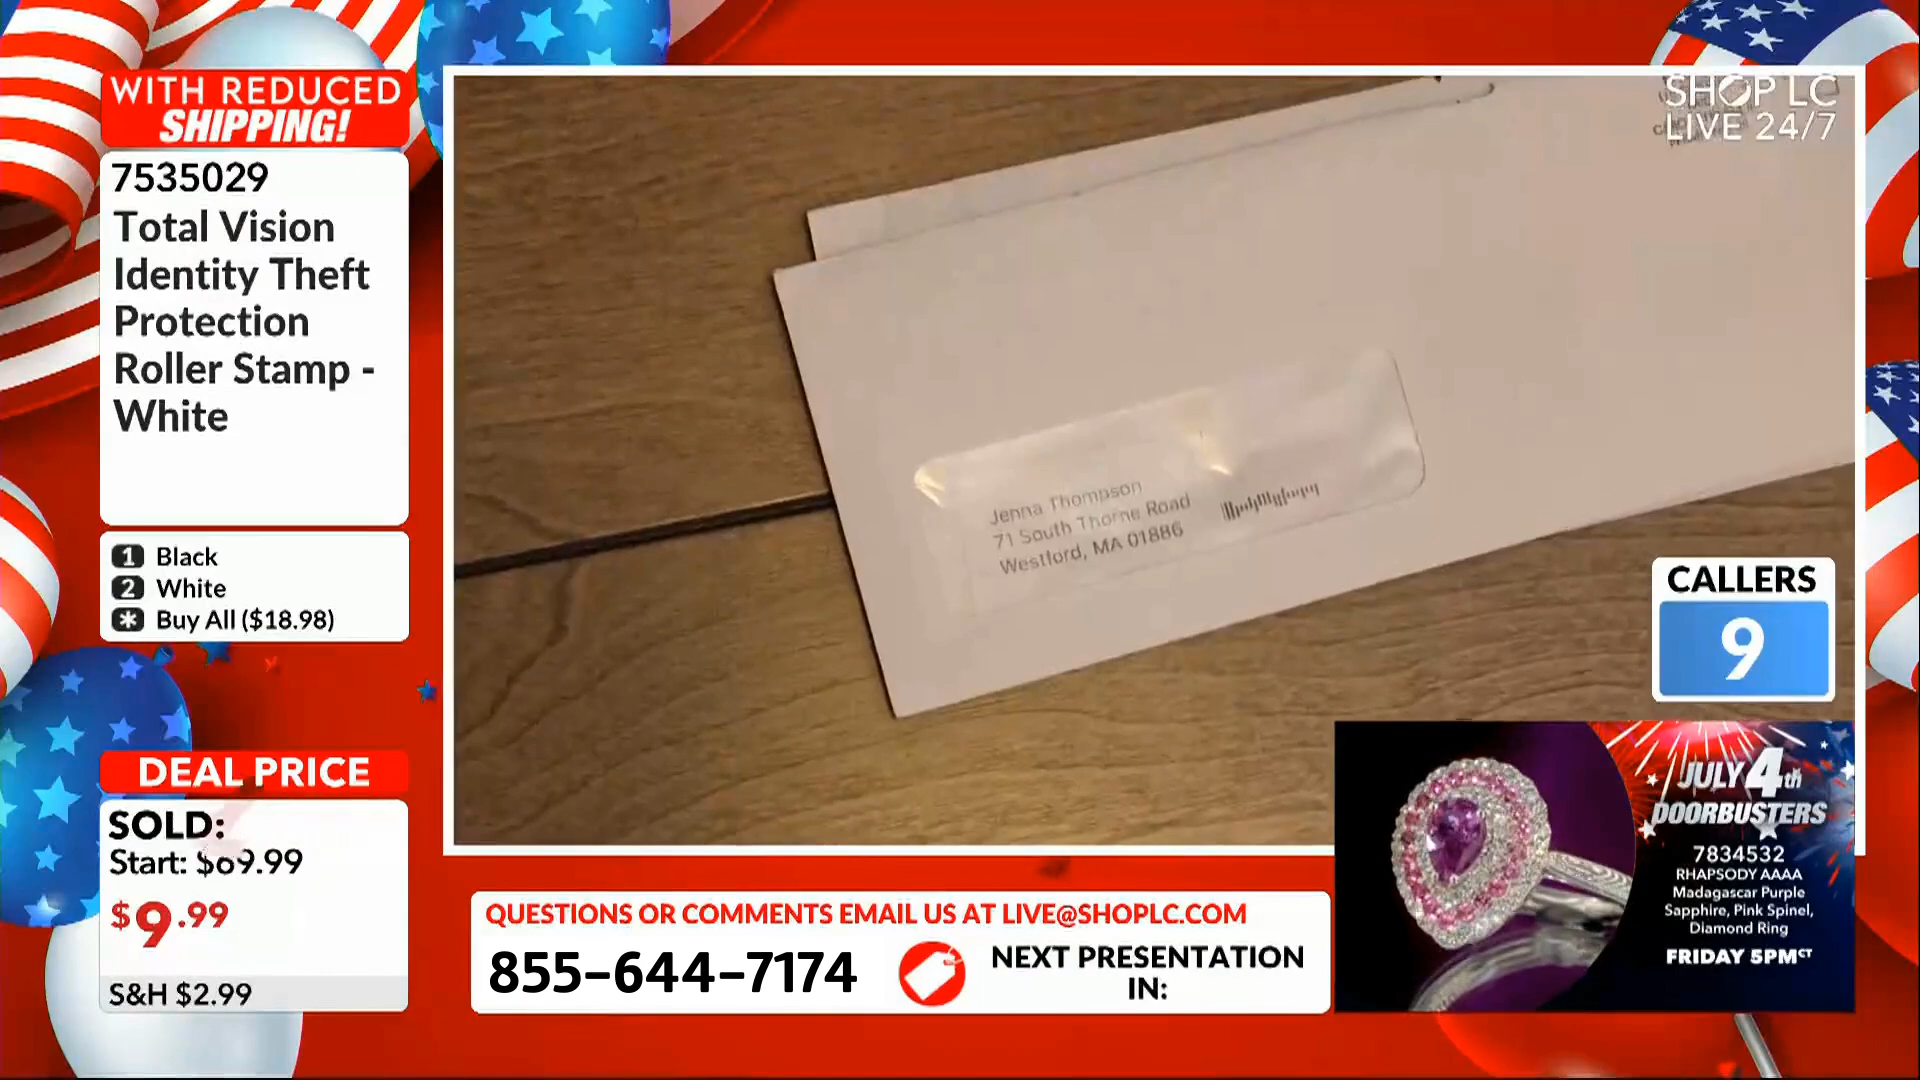 WITH REDUCED
SHIPPING!
7535029
Total Vision
Identity Theft
Protection
Roller Stamp -
White
1 Black
2 White
* Buy All ($18.98)
DEAL PRICE
SOLD:
Start: $69.99
$9.99
S&H $2.99
SHOP LC
LIVE 24/7
Jenna Thompson
71 South Thorne Road
Westford, MA 01886
CALLERS
9
JULY 4th
DOORBUSTERS
7834532
RHAPSODY AAAA
Madagascar Purple
Sapphire, Pink Spinel,
Diamond Ring
FRIDAY 5PM CT
QUESTIONS OR COMMENTS EMAIL US AT LIVE@SHOPLC.COM
855-644-7174
NEXT PRESENTATION
IN: